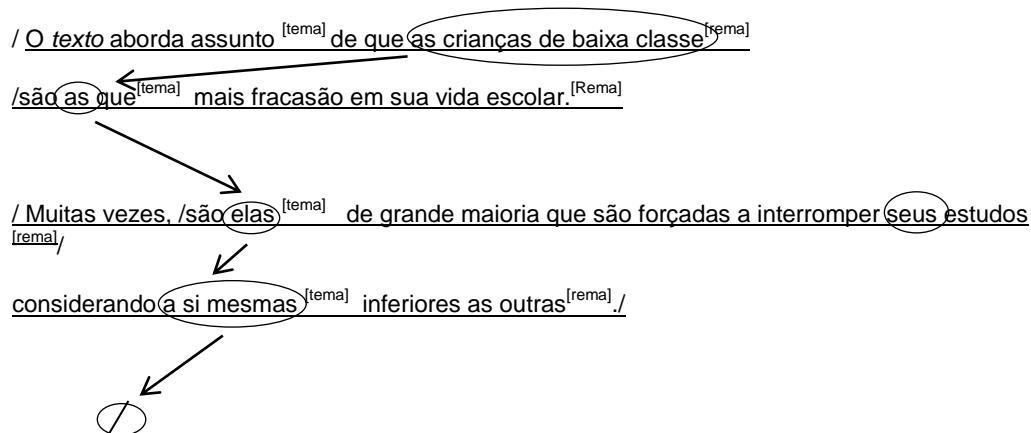 / O texto aborda assunto [tema] de que as crianças de baixa classe[rema]
/são as que[tema] mais fracasão em sua vida escolar.[Rema]
/ Muitas vezes, /são elas [tema] de grande maioria que são forçadas a interromper seus estudos
[rema]/
considerando a si mesmas [tema] inferiores as outras[rema]./
/